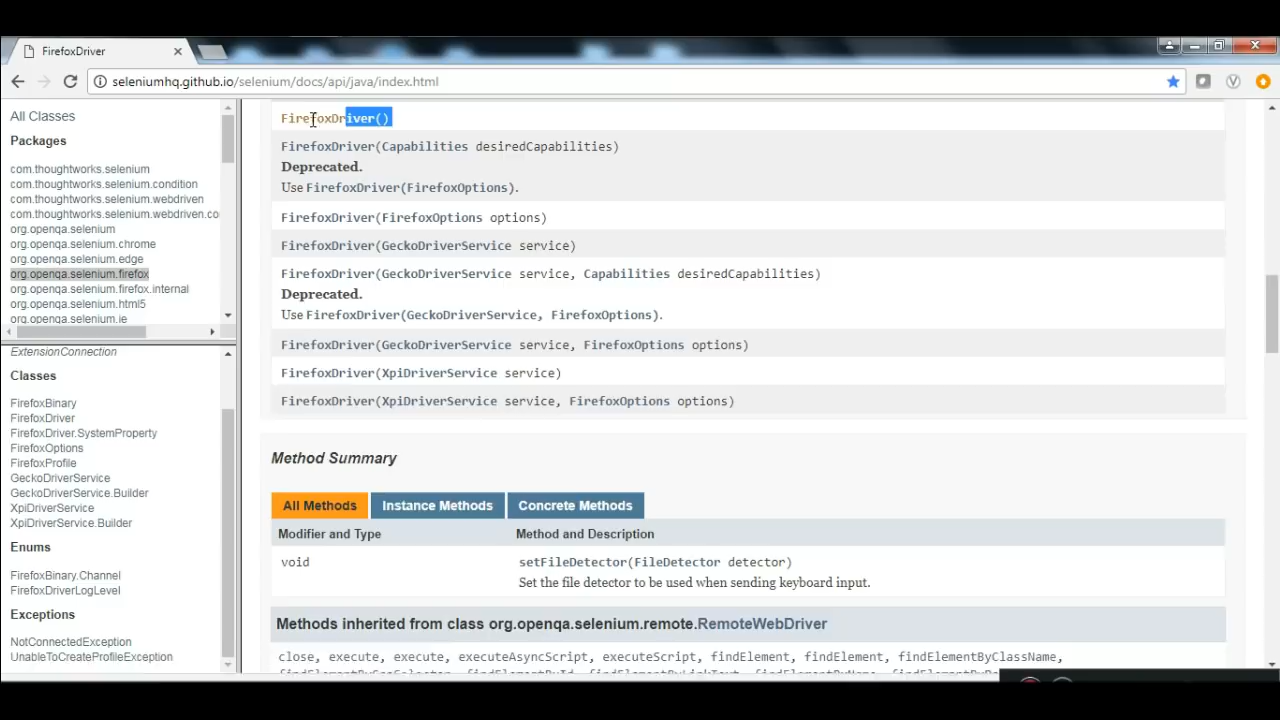 FirefoxDriver
seleniumhq.github.io/selenium/docs/api/java/index.html
All Classes
Packages
com.thoughtworks.selenium
com.thoughtworks.selenium.condition
com.thoughtworks.selenium.webdriven
com.thoughtworks.selenium.webdriven.co
org.openqa.selenium
org.openqa.selenium.chrome
org.openqa.selenium.edge
org.openqa.selenium.firefox
org.openqa.selenium.firefox.internal
org.openqa.selenium.html5
org.openqa.selenium.ie
ExtensionConnection
Classes
FirefoxBinary
FirefoxDriver
FirefoxDriver.SystemProperty
FirefoxOptions
FirefoxProfile
GeckoDriverService
GeckoDriverService.Builder
XpiDriverService
XpiDriverService.Builder
Enums
FirefoxBinary.Channel
FirefoxDriverLogLevel
Exceptions
NotConnectedException
UnableToCreateProfileException
FirefoxDriver()
FirefoxDriver(Capabilities desiredCapabilities)
Deprecated.
Use FirefoxDriver(FirefoxOptions).
FirefoxDriver(FirefoxOptions options)
FirefoxDriver(GeckoDriverService service)
FirefoxDriver(GeckoDriverService service, Capabilities desiredCapabilities)
Deprecated.
Use FirefoxDriver(GeckoDriverService, FirefoxOptions).
FirefoxDriver(GeckoDriverService service, FirefoxOptions options)
FirefoxDriver(XpiDriverService service)
FirefoxDriver(XpiDriverService service, FirefoxOptions options)
Method Summary
All Methods Instance Methods Concrete Methods
Modifier and Type Method and Description
void setFileDetector(FileDetector detector)
Set the file detector to be used when sending keyboard input.
Methods inherited from class org.openqa.selenium.remote.RemoteWebDriver
close, execute, execute, executeAsyncScript, executeScript, findElement, findElement, findElementByClassName,